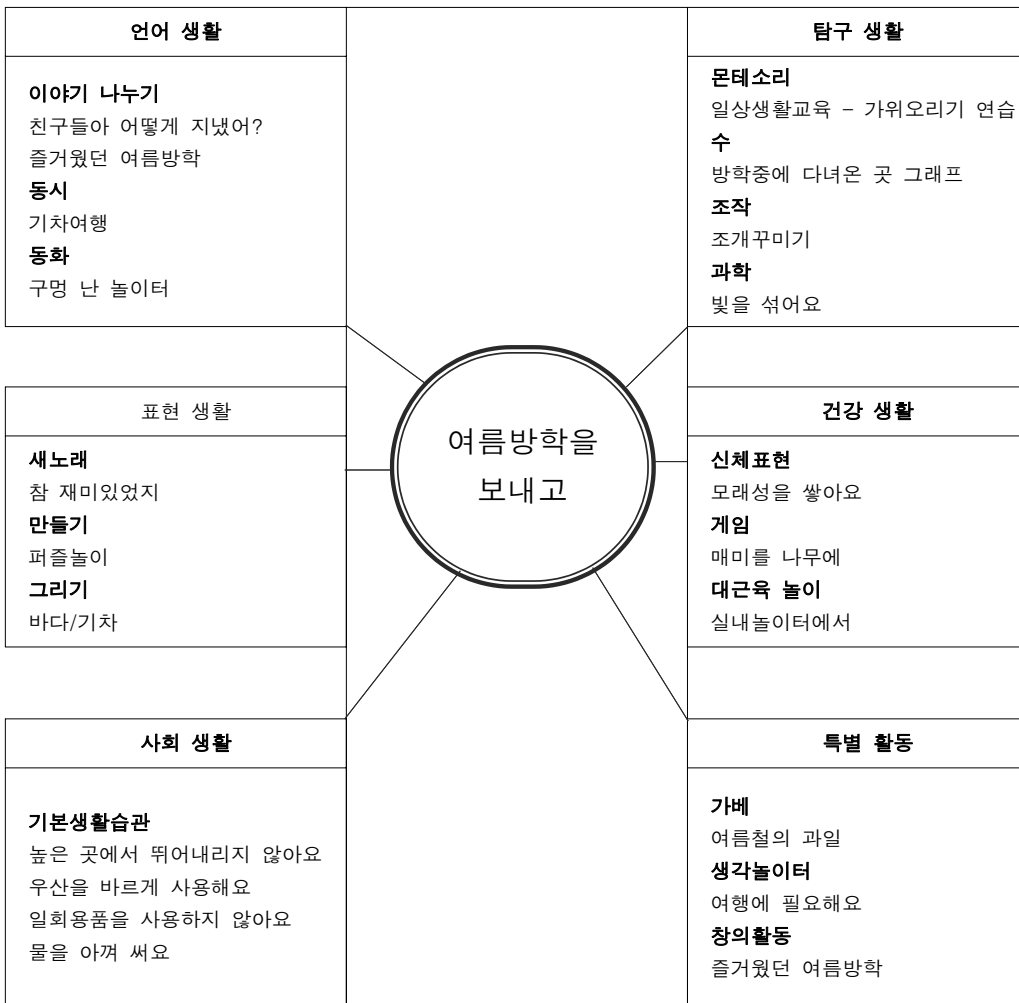 언어 생활
이야기 나누기
친구들아 어떻게 지냈어?
즐거웠던 여름방학
동시
기차여행
동화
구멍 난 놀이터
탐구 생활
몬테소리
일상생활교육 – 가위오리기 연습
수
방학중에 다녀온 곳 그래프
조작
조개꾸미기
과학
빛을 섞어요
여름방학을
보내고
표현 생활
새노래
참 재미있었지
만들기
퍼즐놀이
그리기
바다/기차
건강 생활
신체표현
모래성을 쌓아요
게임
매미를 나무에
대근육 놀이
실내놀이터에서
사회 생활
기본생활습관
높은 곳에서 뛰어내리지 않아요
우산을 바르게 사용해요
일회용품을 사용하지 않아요
물을 아껴 써요
특별 활동
가베
여름철의 과일
생각놀이터
여행에 필요해요
창의활동
즐거웠던 여름방학